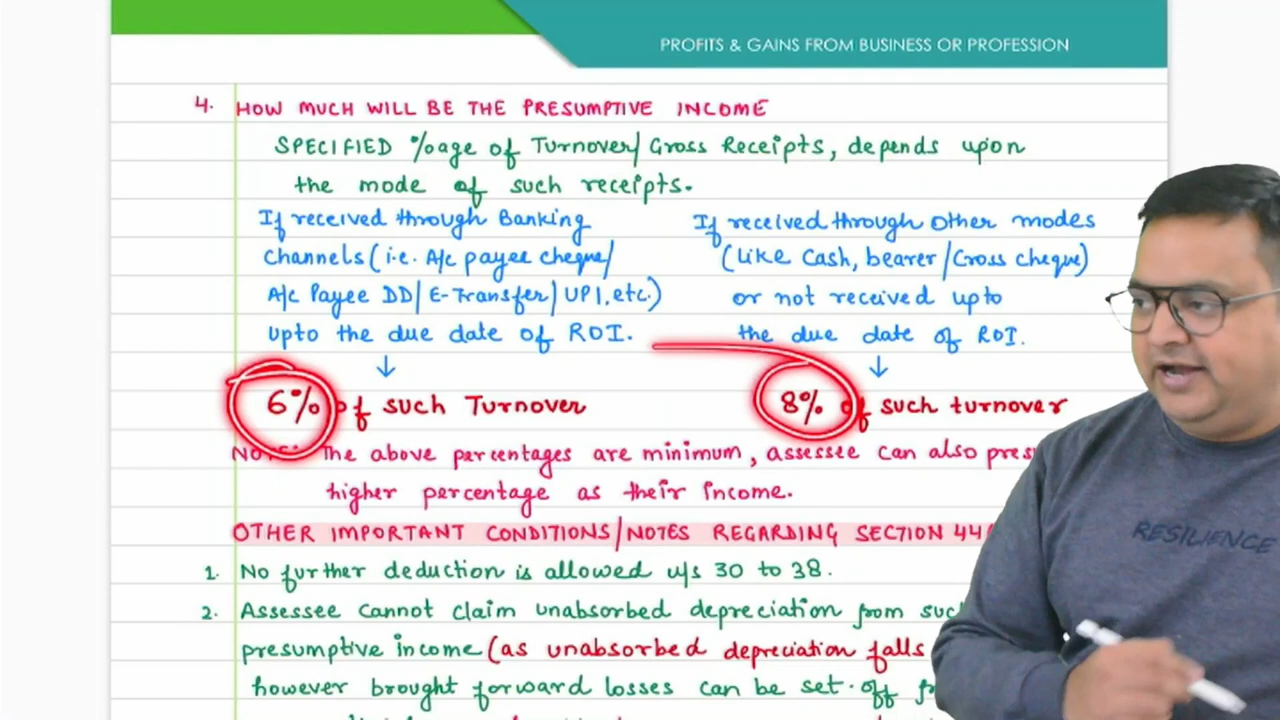 PROFITS & GAINS FROM BUSINESS OR PROFESSION
4. HOW MUCH WILL BE THE PRESUMPTIVE INCOME
SPECIFIED %age of Turnover/Gross Receipts, depends upon
the mode of such receipts.
If received through Banking
Channels (i.e. A/c payee cheque/
A/c Payee DD/E-Transfer/UPI, etc.)
upto the due date of ROI.
↓
6% of such Turnover
If received through Other modes
(Like Cash, bearer/Cross cheque)
or not received upto
the due date of ROI.
↓
8% of such turnover
NOTE: The above percentages are minimum, assessee can also
higher percentage as their income.
OTHER IMPORTANT CONDITIONS/NOTES REGARDING SECTION 44
1. No further deduction is allowed u/s 30 to 38.
2. Assessee cannot claim unabsorbed depreciation from
presumptive income (as unabsorbed depreciation falls
however brought forward losses can be set-off
RESILIENCE